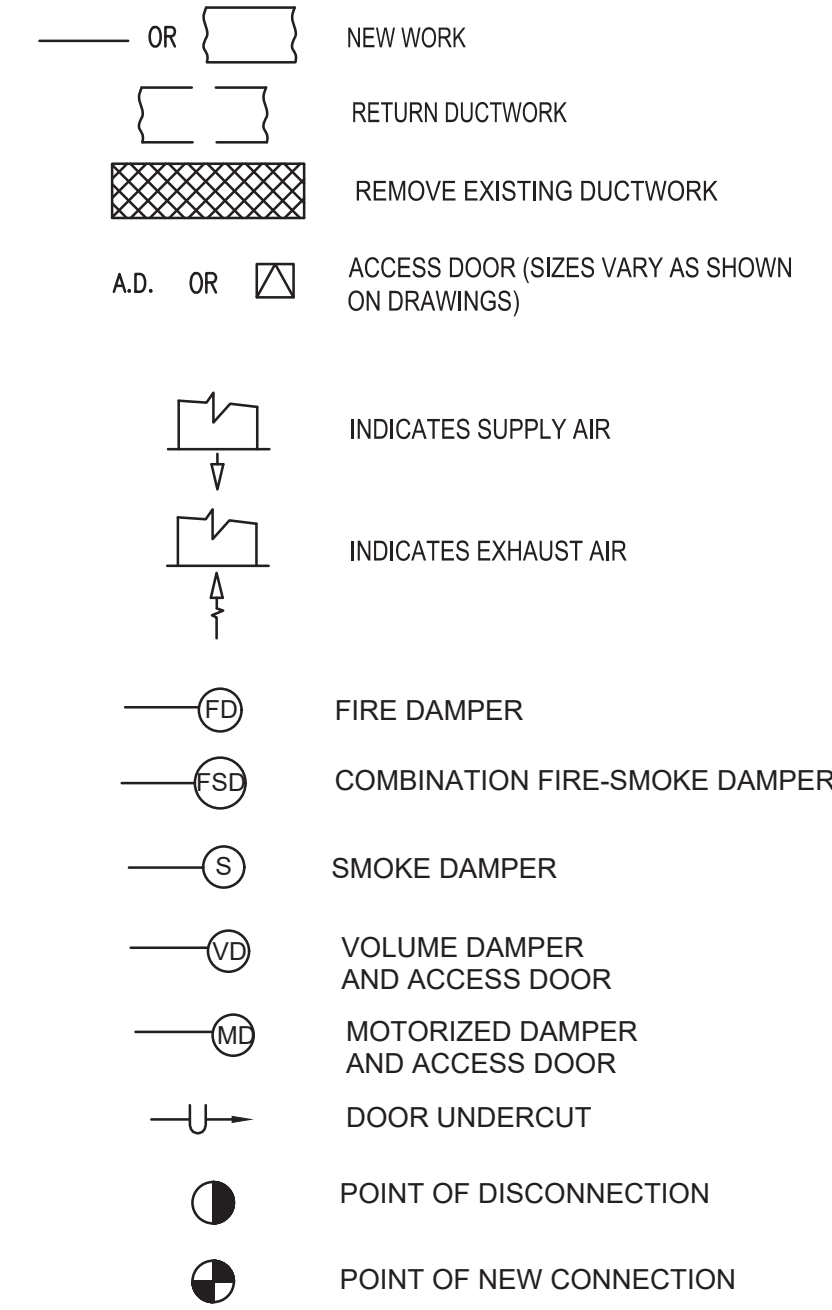 OR NEW WORK
RETURN DUCTWORK
REMOVE EXISTING DUCTWORK
A.D. OR ACCESS DOOR (SIZES VARY AS SHOWN
ON DRAWINGS)
INDICATES SUPPLY AIR
INDICATES EXHAUST AIR
FD FIRE DAMPER
FSD COMBINATION FIRE-SMOKE DAMPER
S SMOKE DAMPER
VD VOLUME DAMPER
AND ACCESS DOOR
MD MOTORIZED DAMPER
AND ACCESS DOOR
U DOOR UNDERCUT
POINT OF DISCONNECTION
POINT OF NEW CONNECTION